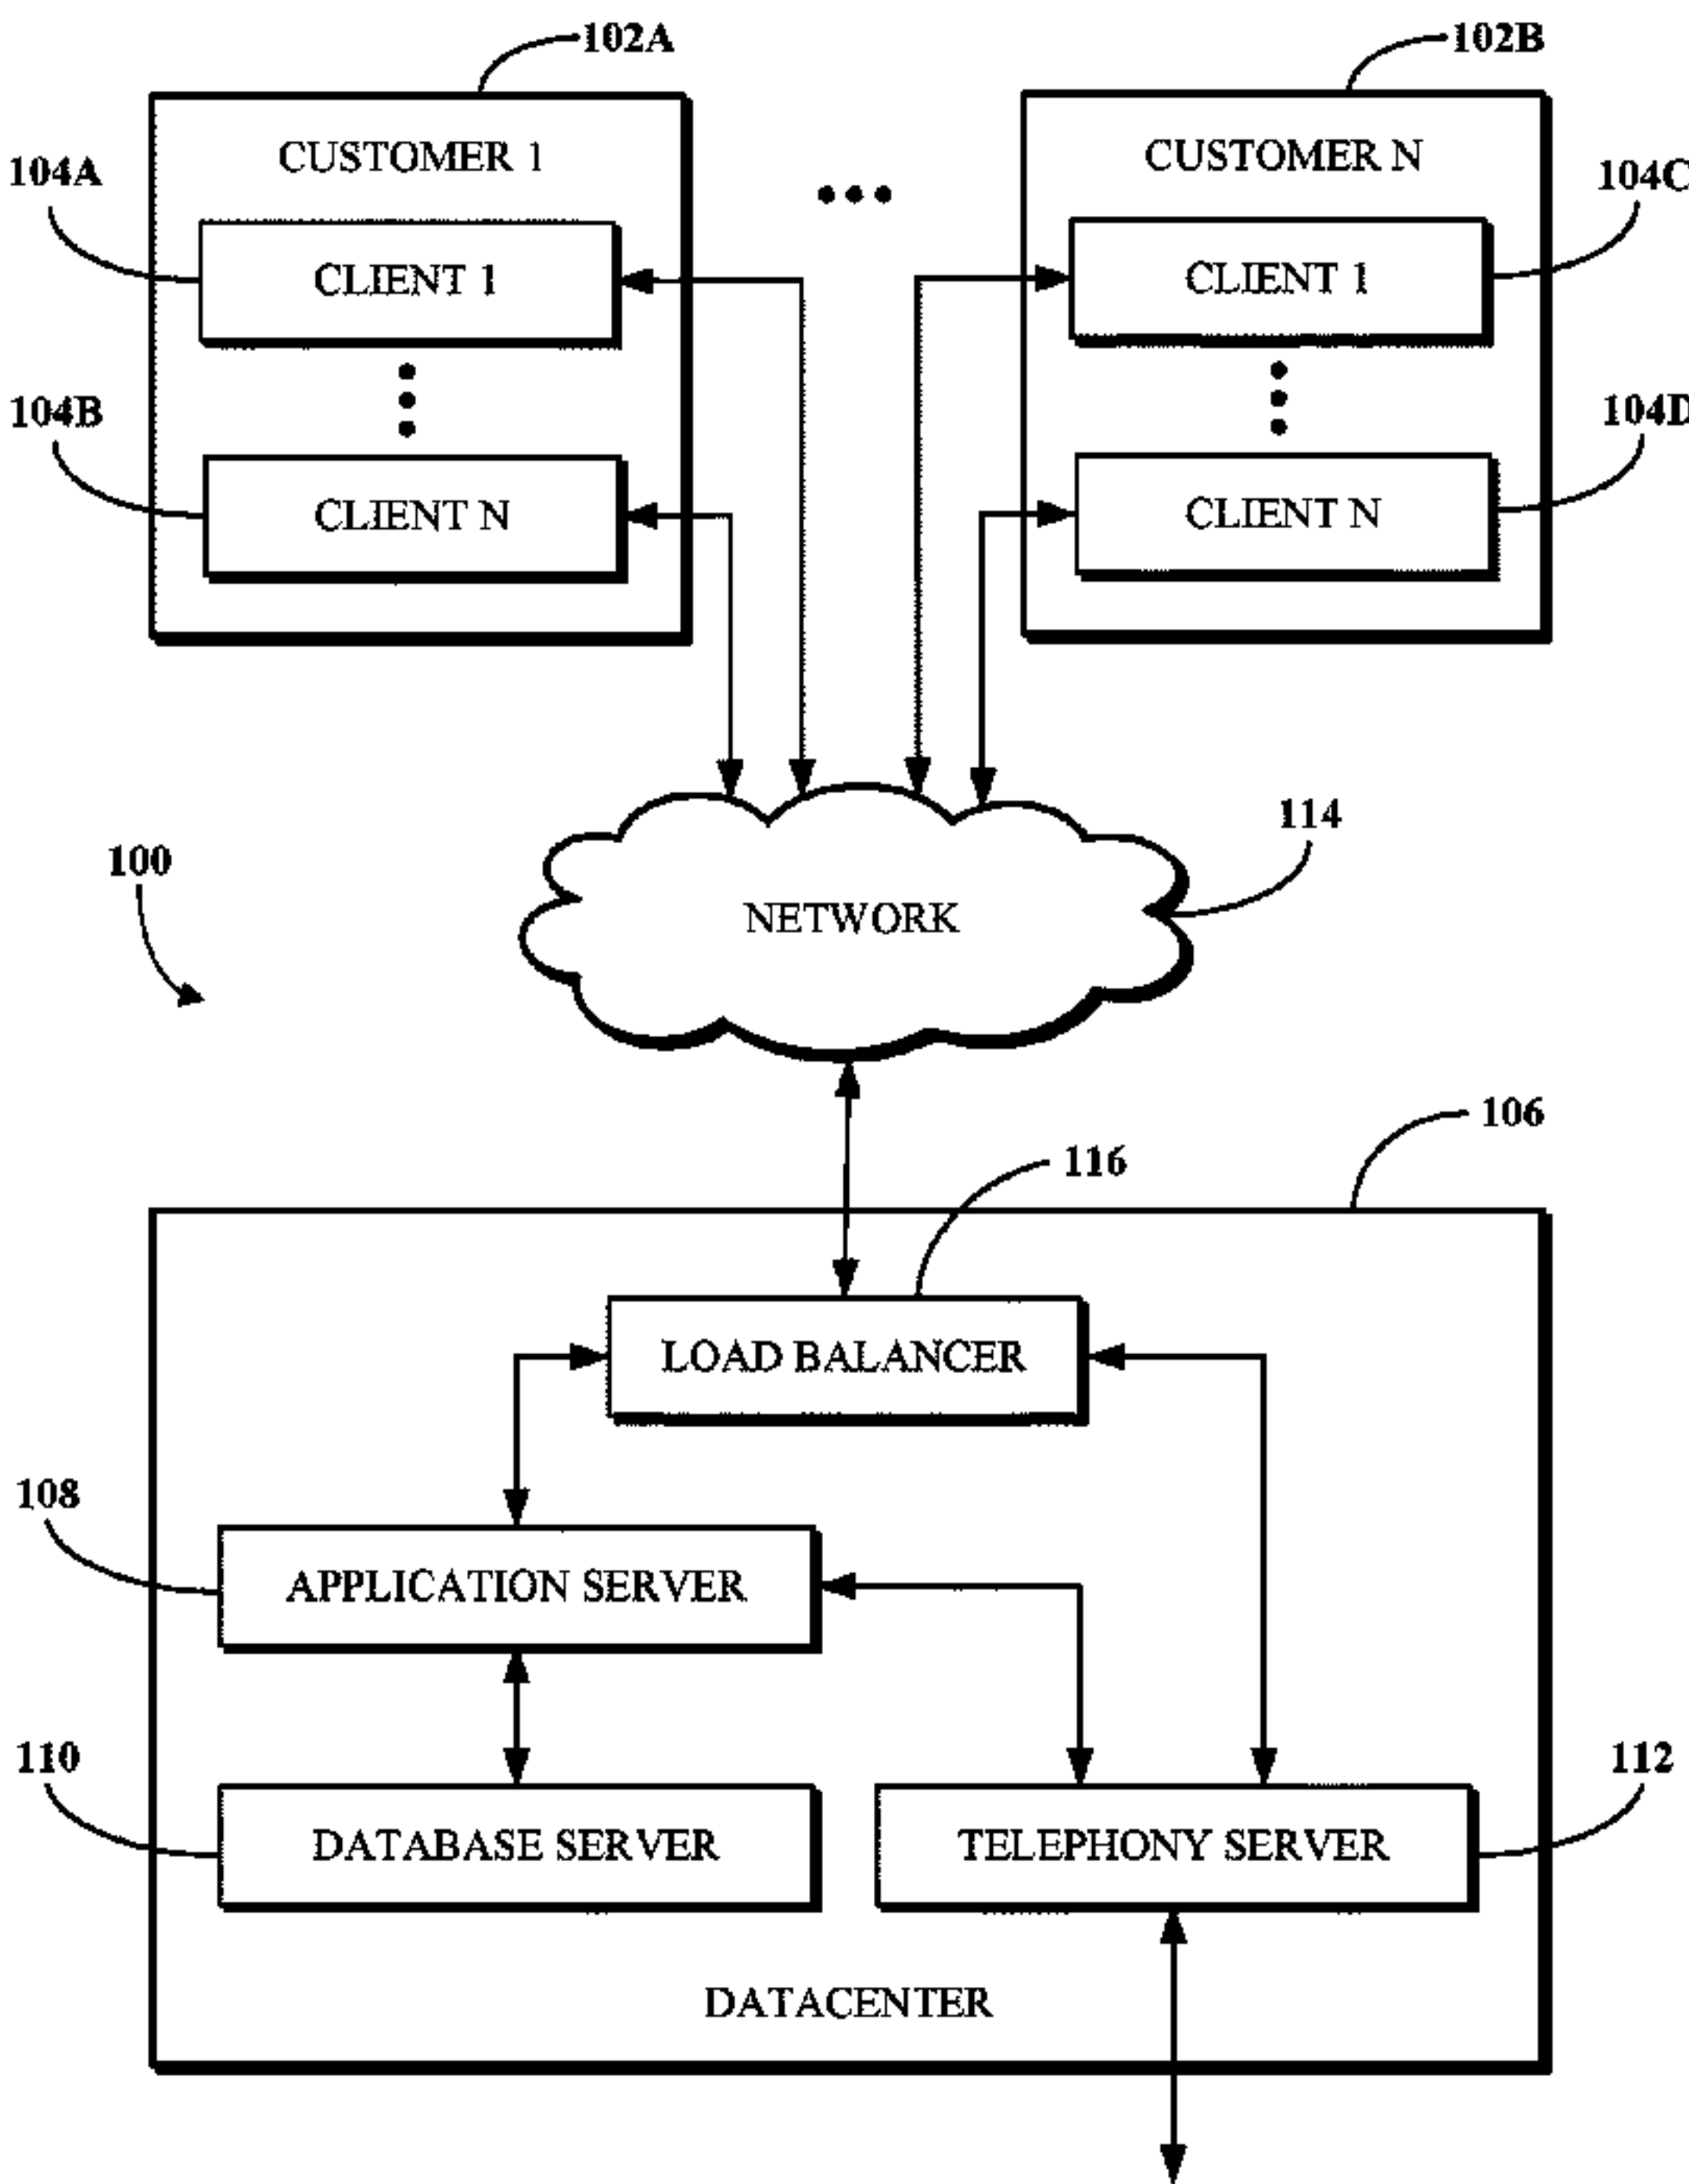 102A
102B
CUSTOMER 1
CUSTOMER N
104A
104C
CLIENT 1
CLIENT 1
104B
104D
CLIENT N
CLIENT N
114
100
NETWORK
106
116
LOAD BALANCER
108
APPLICATION SERVER
110
112
DATABASE SERVER
TELEPHONY SERVER
DATACENTER